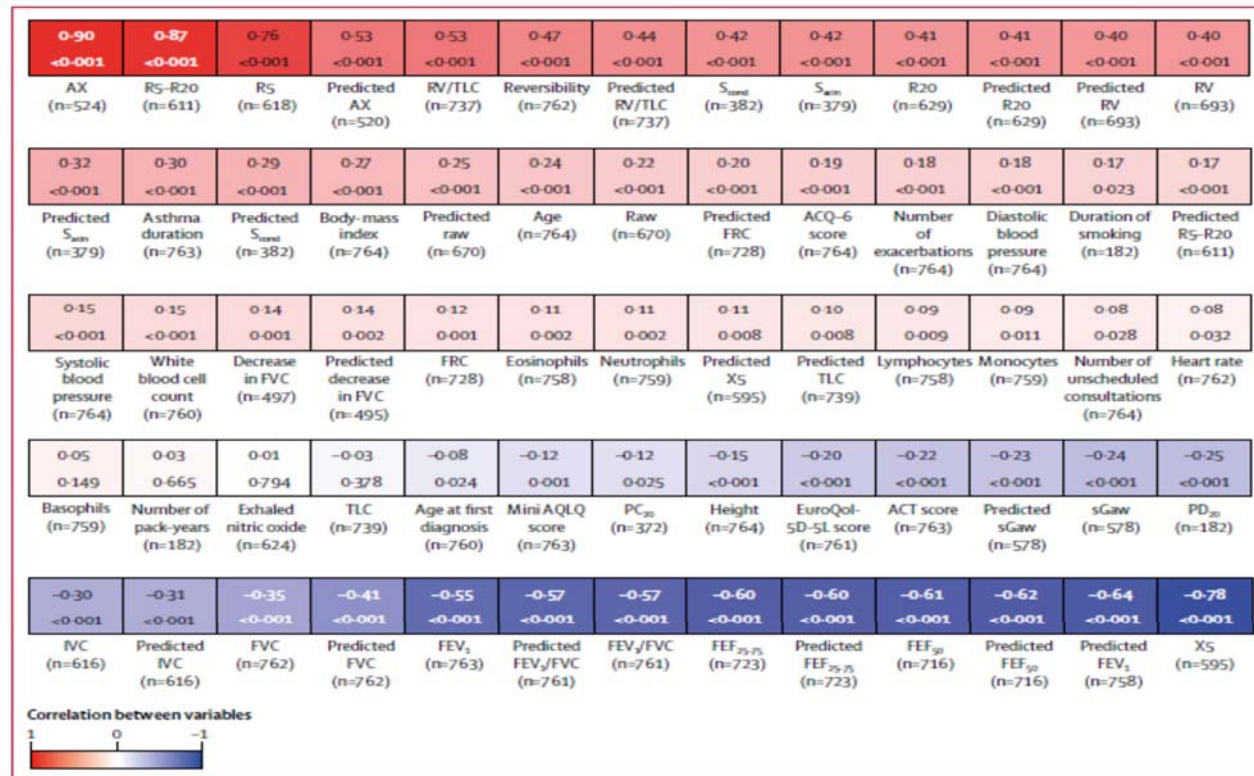 0·90 0·87 0·76 0·53 0·53 0·47 0·44 0·42 0·42 0·41 0·41 0·40 0·40
<0·001 <0·001 <0·001 <0·001 <0·001 <0·001 <0·001 <0·001 <0·001 <0·001 <0·001 <0·001 <0·001
AX R5–R20 R5 Predicted RV/TLC Reversibility Predicted Scond Sacin R20 Predicted Predicted RV
(n=524) (n=611) (n=618) AX (n=737) (n=762) RV/TLC (n=382) (n=379) (n=629) R20 RV (n=693)
(n=520) (n=737) (n=629) (n=693)
0·32 0·30 0·29 0·27 0·25 0·24 0·22 0·20 0·19 0·18 0·18 0·17 0·17
<0·001 <0·001 <0·001 <0·001 <0·001 <0·001 <0·001 <0·001 <0·001 <0·001 <0·001 0·023 <0·001
Predicted Asthma Predicted Body-mass Predicted Age Raw Predicted ACQ–6 Number Diastolic Duration of Predicted
Sacin duration Scond index raw (n=764) (n=670) FRC score of blood smoking R5–R20
(n=379) (n=763) (n=382) (n=764) (n=670) (n=728) (n=764) exacerbations pressure (n=182) (n=611)
(n=764) (n=764)
0·15 0·15 0·14 0·14 0·12 0·11 0·11 0·11 0·10 0·09 0·09 0·08 0·08
<0·001 <0·001 0·001 0·002 0·001 0·002 0·002 0·008 0·008 0·009 0·011 0·028 0·032
Systolic White Decrease Predicted FRC Eosinophils Neutrophils Predicted Predicted Lymphocytes Monocytes Number of Heart rate
blood blood cell in FVC decrease (n=728) (n=758) (n=759) X5 TLC (n=758) (n=759) unscheduled (n=762)
pressure count (n=497) in FVC (n=595) (n=739) consultations
(n=764) (n=760) (n=495) (n=764)
0·05 0·03 0·01 –0·03 –0·08 –0·12 –0·12 –0·15 –0·20 –0·22 –0·23 –0·24 –0·25
0·149 0·665 0·794 0·378 0·024 0·001 0·025 <0·001 <0·001 <0·001 <0·001 <0·001 <0·001
Basophils Number of Exhaled TLC Age at first Mini AQLQ PC20 Height EuroQol- ACT score Predicted sGaw PD20
(n=759) pack-years nitric oxide (n=739) diagnosis score (n=372) (n=764) 5D-5L score (n=763) sGaw (n=578) (n=182)
(n=182) (n=624) (n=760) (n=763) (n=761) (n=578)
–0·30 –0·31 –0·35 –0·41 –0·55 –0·57 –0·57 –0·60 –0·60 –0·61 –0·62 –0·64 –0·78
<0·001 <0·001 <0·001 <0·001 <0·001 <0·001 <0·001 <0·001 <0·001 <0·001 <0·001 <0·001 <0·001
IVC Predicted FVC Predicted FEV1 Predicted FEV1/FVC FEF25-75 Predicted FEF50 Predicted Predicted X5
(n=616) IVC (n=762) FVC (n=763) FEV1/FVC (n=761) (n=723) FEF25-75 (n=716) FEF50 FEV1 (n=595)
(n=616) (n=762) (n=761) (n=723) (n=716) (n=758)
Correlation between variables
1 0 –1